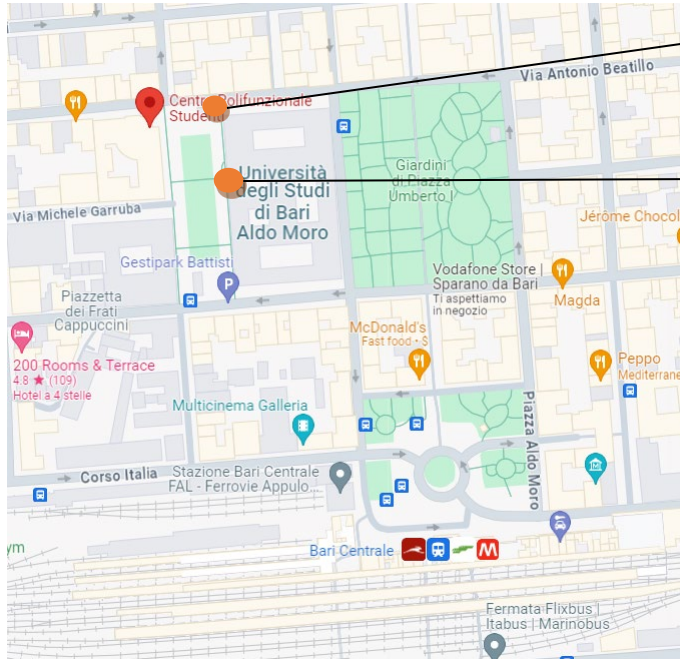 Via Antonio Beatillo
Centro Polifunzionale
Studenti
Università
degli Studi
di Bari
Aldo Moro
Giardini
di Piazza
Umberto I
Via Michele Garruba
Jérôme Chocol
Gestipark Battisti
P
Vodafone Store |
Sparano da Bari
Ti aspettiamo
in negozio
Magda
Piazzetta
dei Frati
Cappuccini
McDonald's
Fast food • $
200 Rooms & Terrace
4.8 ★ (109)
Hotel a 4 stelle
Peppo
Mediterrane
Multicinema Galleria
Piazza Aldo Moro
Corso Italia
Stazione Bari Centrale
FAL - Ferrovie Appulo...
Bari Centrale
M
ym
Fermata Flixbus |
Itabus | Marinobus